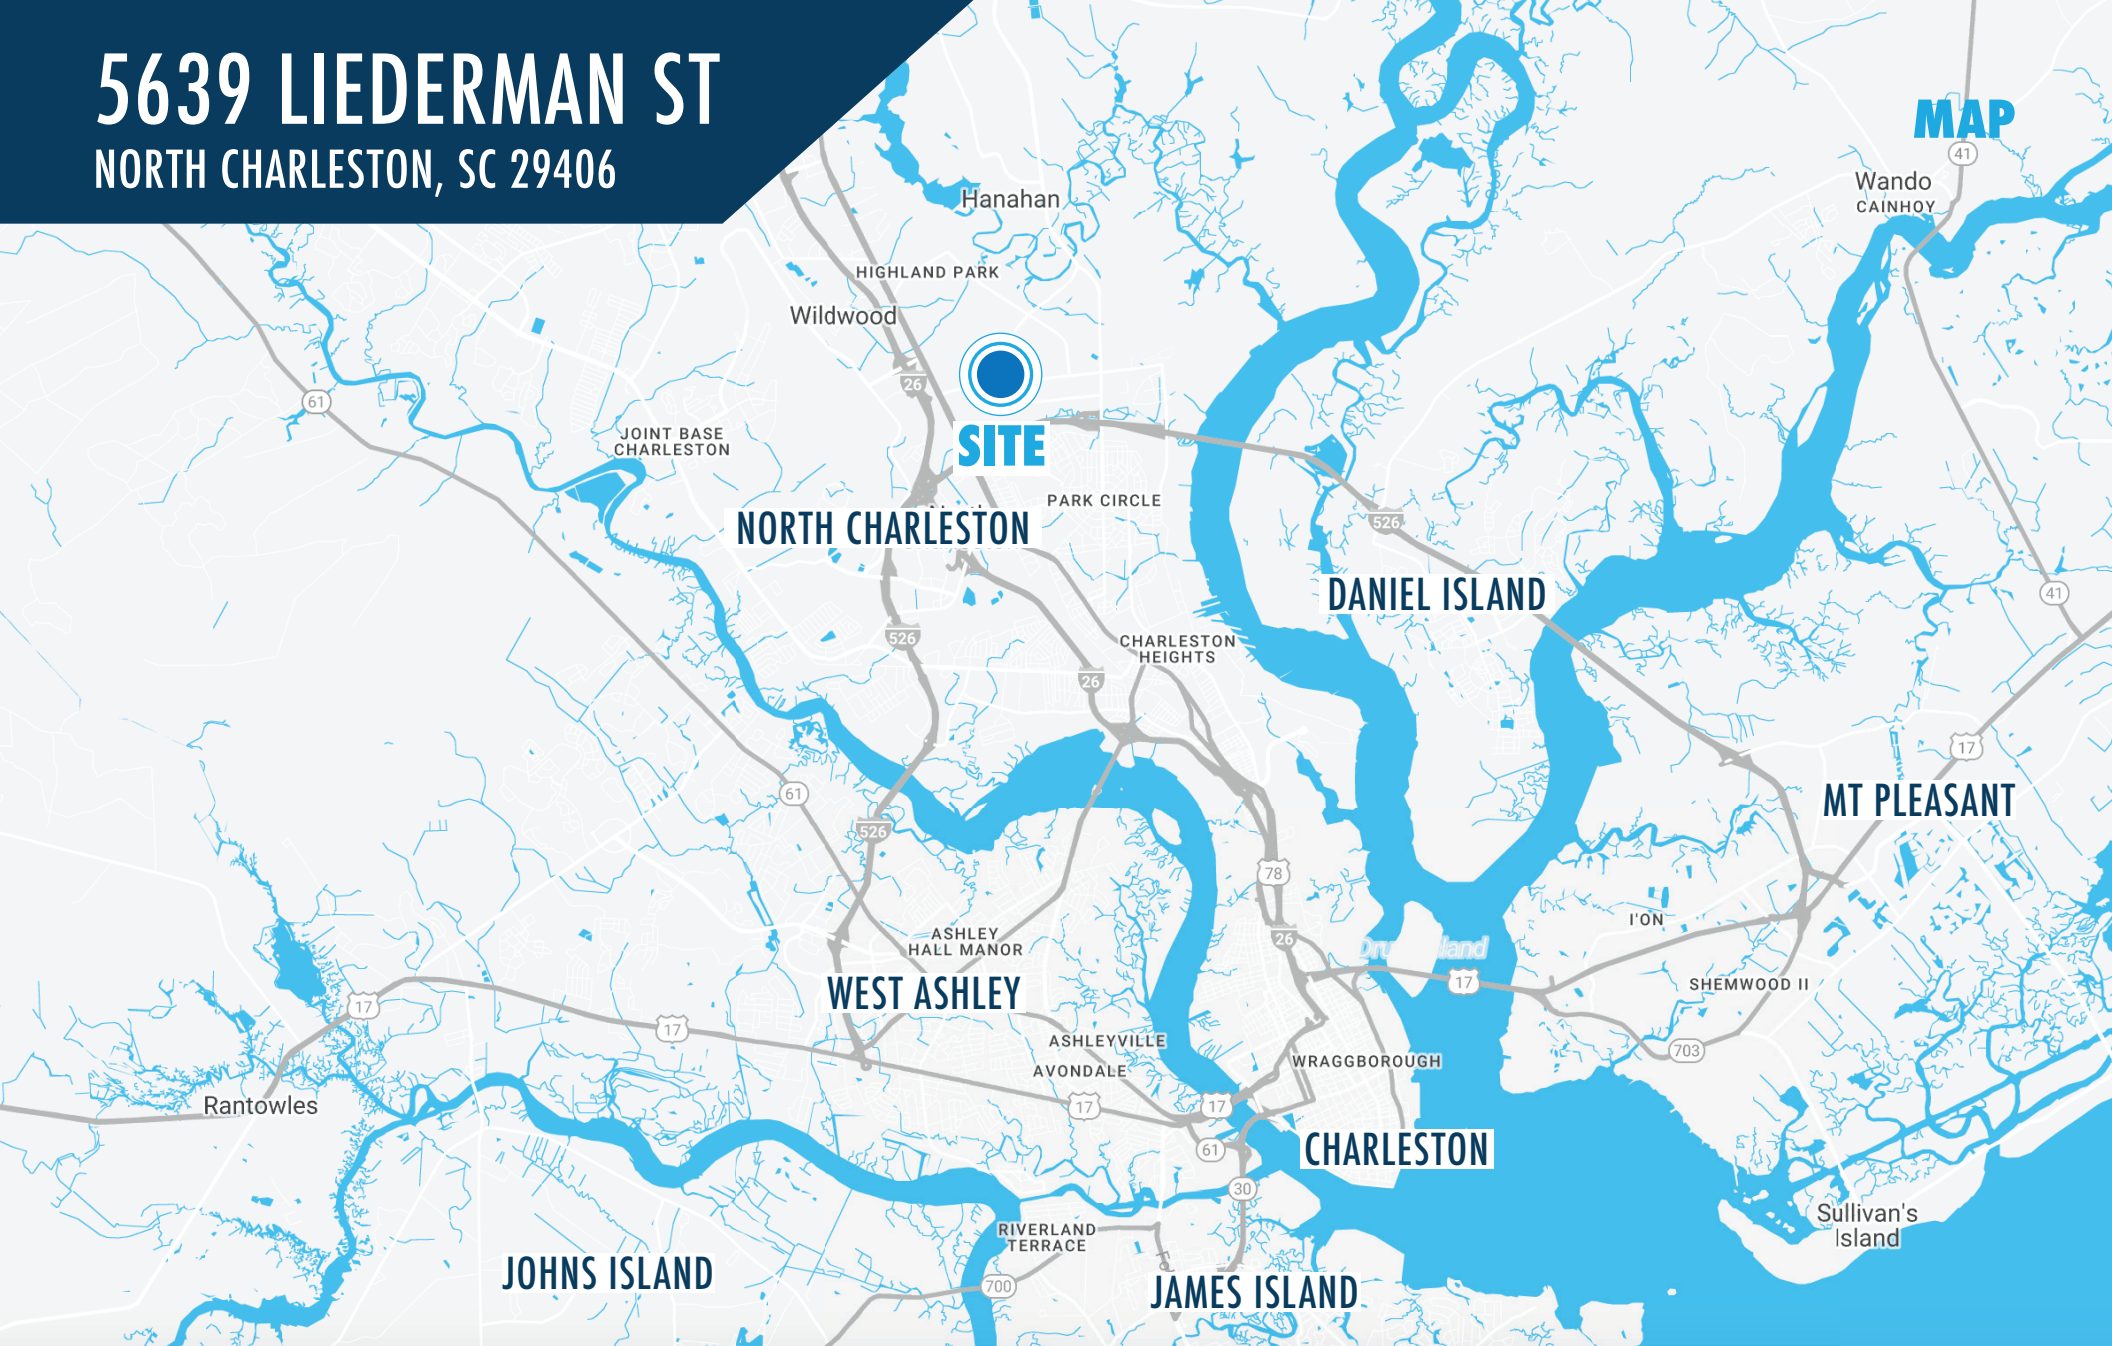 5639 LIEDERMAN ST
NORTH CHARLESTON, SC 29406
MAP
41
Wando
CAINHOY
Hanahan
HIGHLAND PARK
Wildwood
26
61
SITE
JOINT BASE
CHARLESTON
PARK CIRCLE
NORTH CHARLESTON
526
DANIEL ISLAND
41
526
CHARLESTON
HEIGHTS
26
17
61
MT PLEASANT
526
78
I'ON
ASHLEY
HALL MANOR
26
17
SHEMWOOD II
WEST ASHLEY
17
17
ASHLEYVILLE
703
WRAGGBOROUGH
AVONDALE
Rantowles
17
17
CHARLESTON
61
30
Sullivan's
Island
RIVERLAND
TERRACE
JOHNS ISLAND
700
JAMES ISLAND